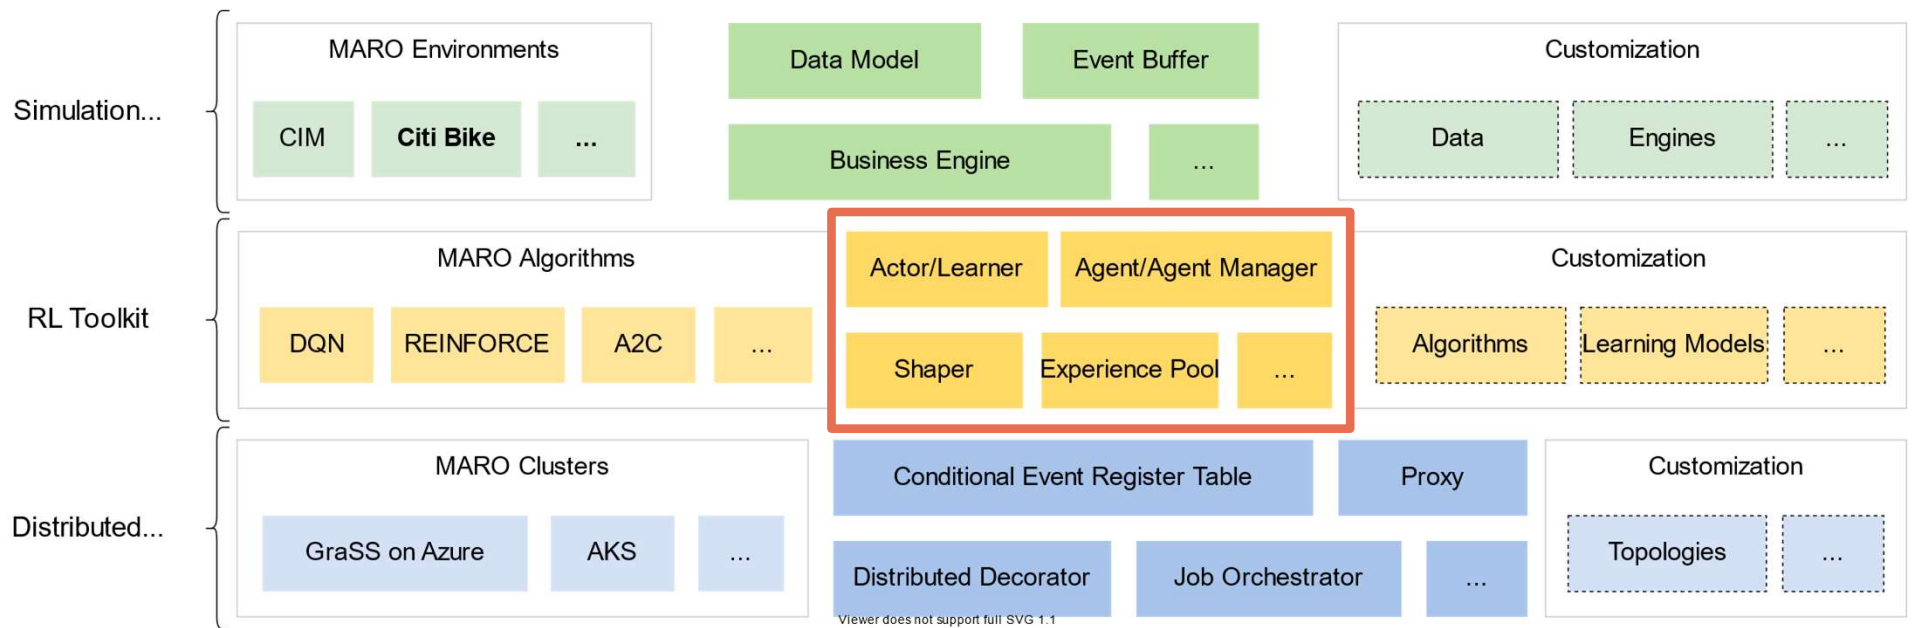 Simulation...
MARO Environments
CIM
Citi Bike
...
Data Model
Event Buffer
Business Engine
...
Customization
Data
Engines
...
RL Toolkit
MARO Algorithms
DQN
REINFORCE
A2C
...
Actor/Learner
Agent/Agent Manager
Shaper
Experience Pool
...
Customization
Algorithms
Learning Models
...
Distributed...
MARO Clusters
GraSS on Azure
AKS
...
Conditional Event Register Table
Proxy
Distributed Decorator
Job Orchestrator
...
Customization
Topologies
...
Viewer does not support full SVG 1.1